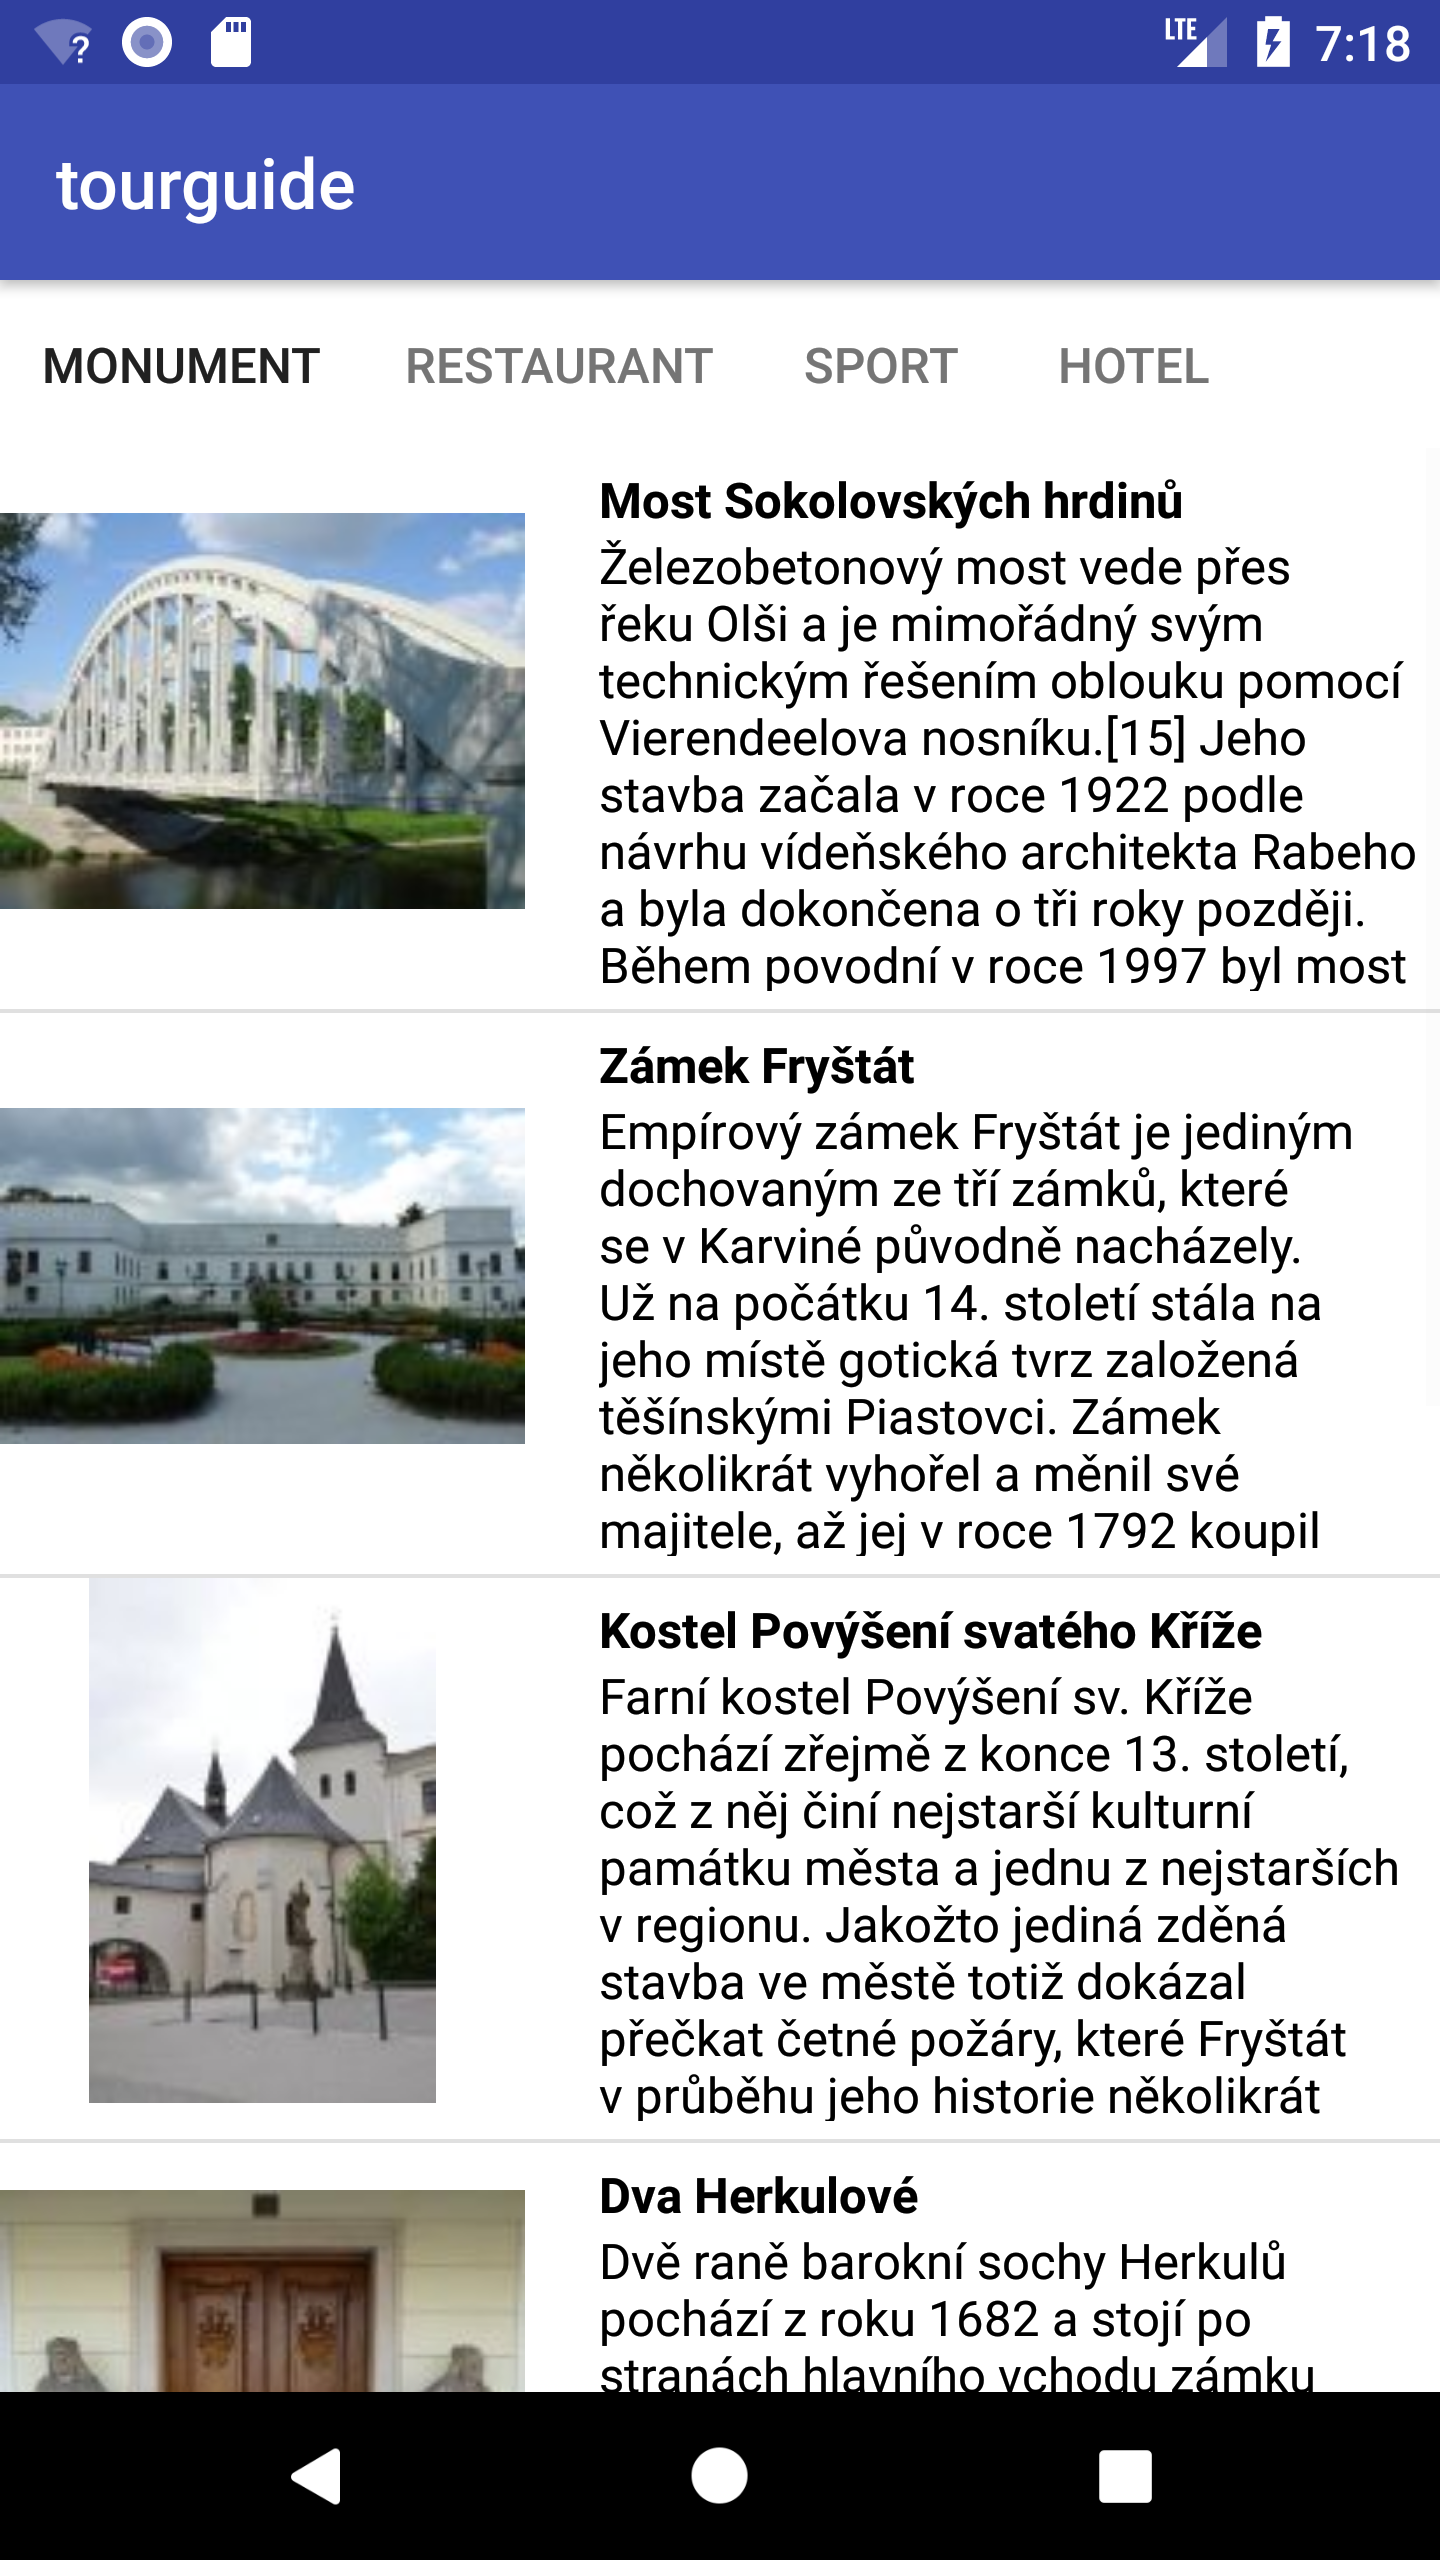 ?
LTE
7:18
tourguide
MONUMENT RESTAURANT SPORT HOTEL
Most Sokolovských hrdinů
Železobetonový most vede přes
řeku Olši a je mimořádný svým
technickým řešením oblouku pomocí
Vierendeelova nosníku.[15] Jeho
stavba začala v roce 1922 podle
návrhu vídeňského architekta Rabeho
a byla dokončena o tři roky později.
Během povodní v roce 1997 byl most
Zámek Fryštát
Empírový zámek Fryštát je jediným
dochovaným ze tří zámků, které
se v Karviné původně nacházely.
Už na počátku 14. století stála na
jeho místě gotická tvrz založená
těšínskými Piastovci. Zámek
několikrát vyhořel a měnil své
majitele, až jej v roce 1792 koupil
Kostel Povýšení svatého Kříže
Farní kostel Povýšení sv. Kříže
pochází zřejmě z konce 13. století,
což z něj činí nejstarší kulturní
památku města a jednu z nejstarších
v regionu. Jakožto jediná zděná
stavba ve městě totiž dokázal
přečkat četné požáry, které Fryštát
v průběhu jeho historie několikrát
Dva Herkulové
Dvě raně barokní sochy Herkulů
pochází z roku 1682 a stojí po
stranách hlavního vchodu zámku